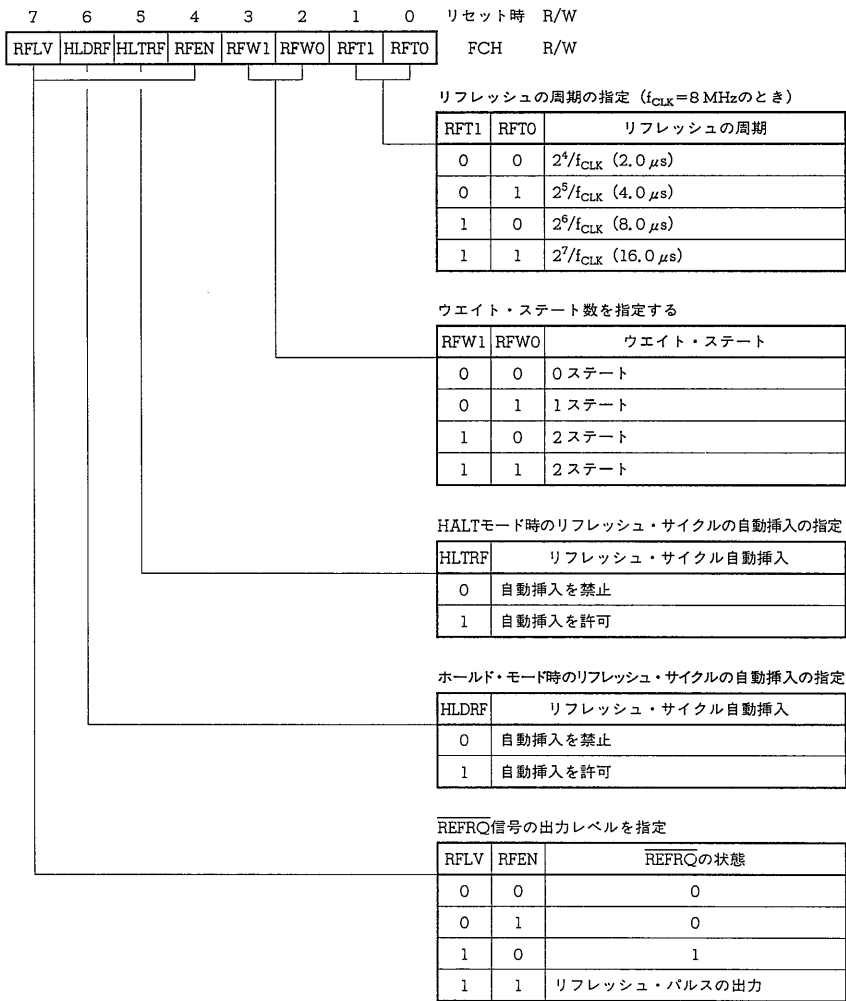 7 6 5 4 3 2 1 0 リセット時 R/W
RFLV HLDRF HLTRF RFEN RFW1 RFW0 RFT1 RFT0 FCH R/W
リフレッシュの周期の指定 (fCLK=8 MHzのとき)
RFT1 RFT0 リフレッシュの周期
0 0 2⁴/fCLK (2.0 μs)
0 1 2⁵/fCLK (4.0 μs)
1 0 2⁶/fCLK (8.0 μs)
1 1 2⁷/fCLK (16.0 μs)
ウエイト・ステート数を指定する
RFW1 RFW0 ウエイト・ステート
0 0 0ステート
0 1 1ステート
1 0 2ステート
1 1 2ステート
HALTモード時のリフレッシュ・サイクルの自動挿入の指定
HLTRF リフレッシュ・サイクル自動挿入
0 自動挿入を禁止
1 自動挿入を許可
ホールド・モード時のリフレッシュ・サイクルの自動挿入の指定
HLDRF リフレッシュ・サイクル自動挿入
0 自動挿入を禁止
1 自動挿入を許可
REFRQ信号の出力レベルを指定
RFLV RFEN REFRQの状態
0 0 0
0 1 0
1 0 1
1 1 リフレッシュ・パルスの出力